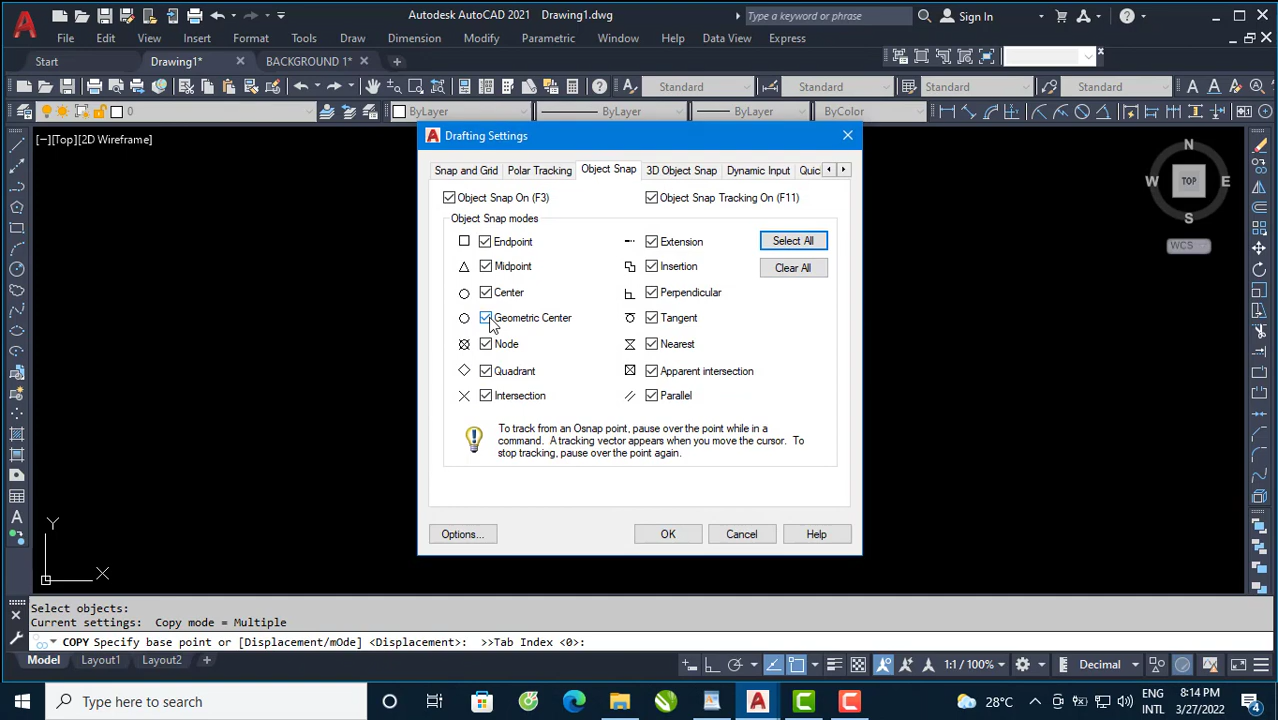 Autodesk AutoCAD 2021 Drawing1.dwg
Type a keyword or phrase
Sign In
File Edit View Insert Format Tools Draw Dimension Modify Parametric Window Help Data View Express
Start Drawing1* BACKGROUND 1*
Standard Standard Standard Standard
0 ByLayer ByLayer ByLayer ByColor
[−][Top][2D Wireframe]
Drafting Settings
Snap and Grid Polar Tracking Object Snap 3D Object Snap Dynamic Input Quic
Object Snap On (F3) Object Snap Tracking On (F11)
Object Snap modes
Endpoint Extension Select All
Midpoint Insertion Clear All
Center Perpendicular
Geometric Center Tangent
Node Nearest
Quadrant Apparent intersection
Intersection Parallel
To track from an Osnap point, pause over the point while in a
command. A tracking vector appears when you move the cursor. To
stop tracking, pause over the point again.
Options... OK Cancel Help
N
W TOP E
S
WCS
Y
X
Select objects:
Current settings: Copy mode = Multiple
COPY Specify base point or [Displacement/mOde] <Displacement>: >>Tab Index <0>:
Model Layout1 Layout2 + 1:1 / 100% Decimal
Type here to search
28°C
ENG
INTL
8:14 PM
3/27/2022
4